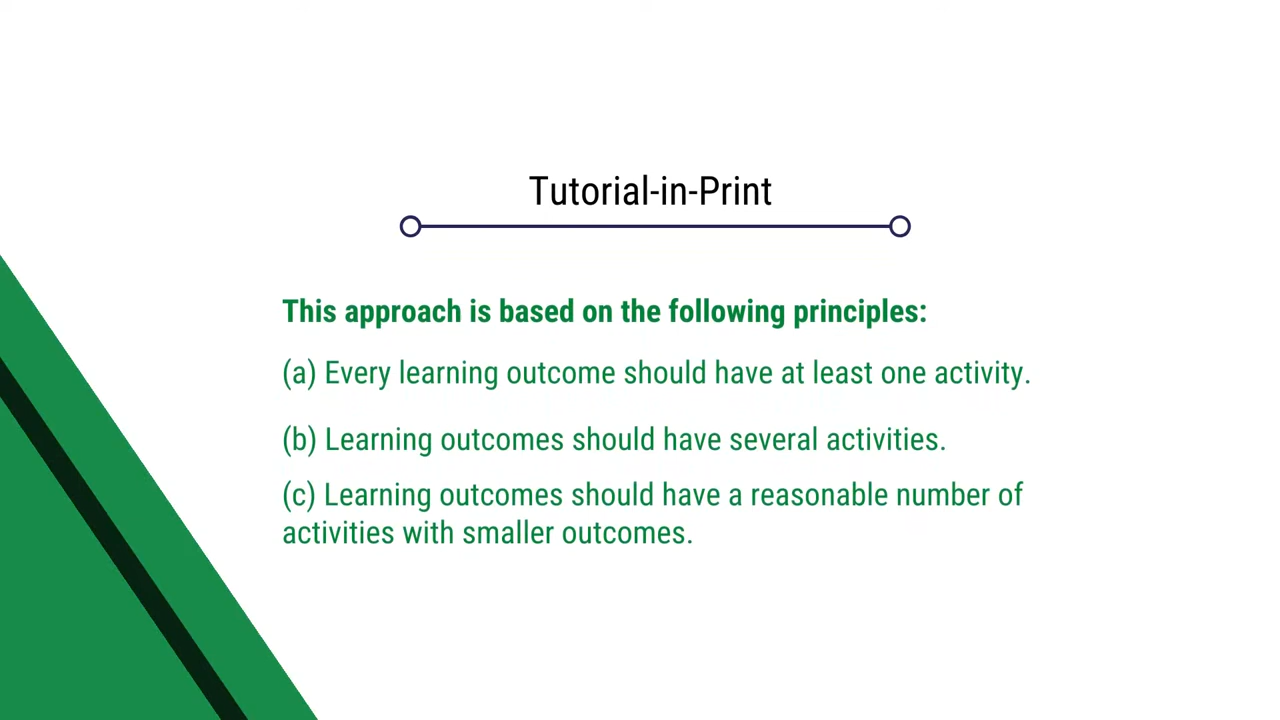 Tutorial-in-Print
This approach is based on the following principles:
(a) Every learning outcome should have at least one activity.
(b) Learning outcomes should have several activities.
(c) Learning outcomes should have a reasonable number of
activities with smaller outcomes.